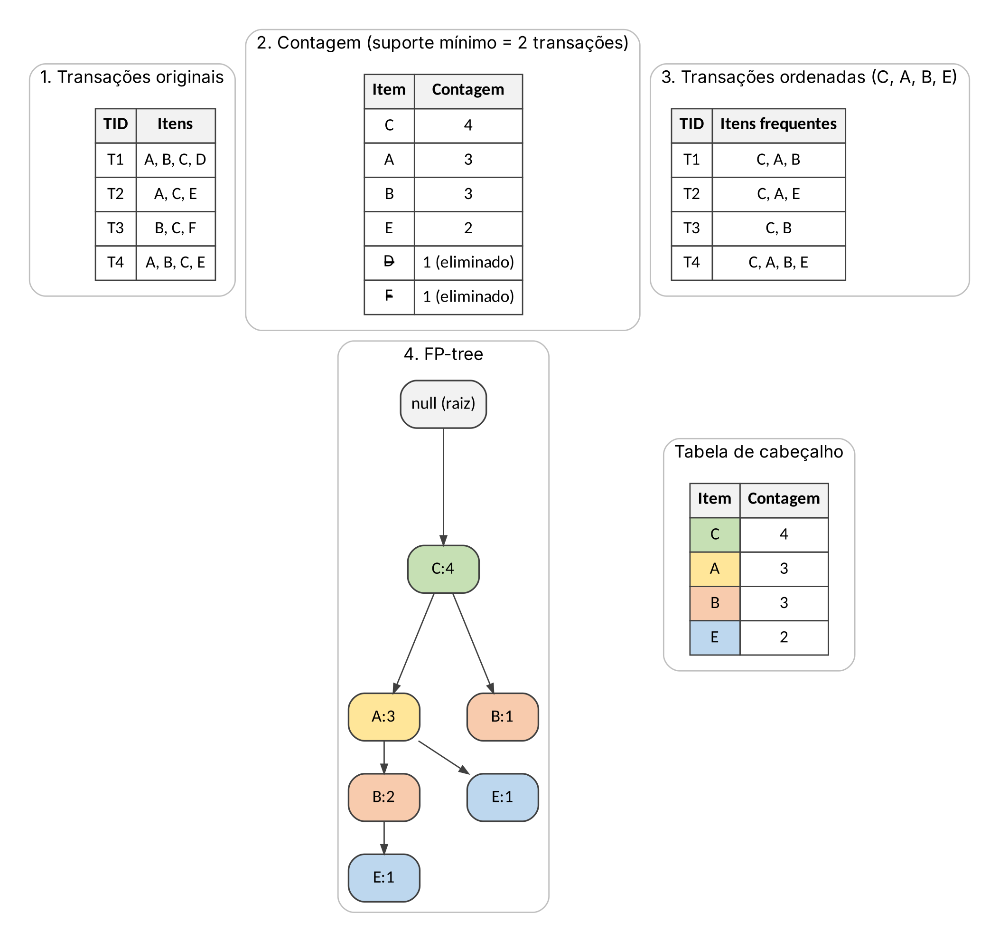 1. Transações originais
TID Itens
T1 A, B, C, D
T2 A, C, E
T3 B, C, F
T4 A, B, C, E
2. Contagem (suporte mínimo = 2 transações)
Item Contagem
C 4
A 3
B 3
E 2
D 1 (eliminado)
F 1 (eliminado)
3. Transações ordenadas (C, A, B, E)
TID Itens frequentes
T1 C, A, B
T2 C, A, E
T3 C, B
T4 C, A, B, E
4. FP-tree
null (raiz)
C:4
A:3 B:1
B:2 E:1
E:1
Tabela de cabeçalho
Item Contagem
C 4
A 3
B 3
E 2